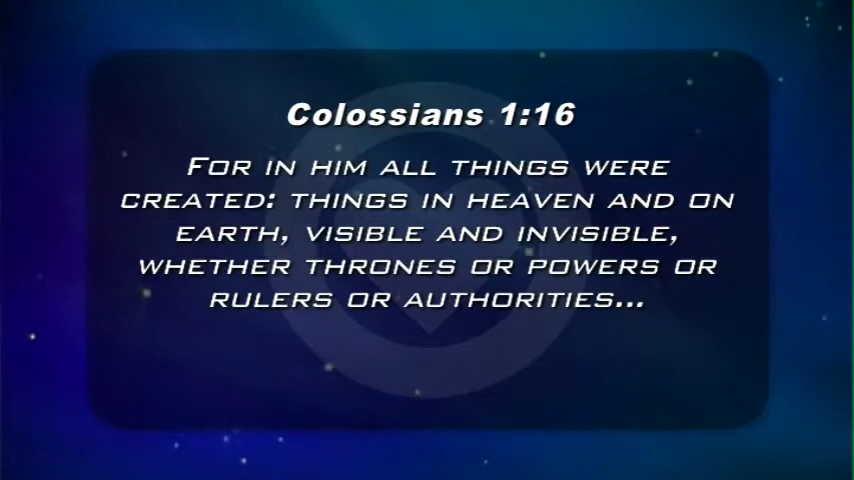 Colossians 1:16
FOR IN HIM ALL THINGS WERE
CREATED: THINGS IN HEAVEN AND ON
EARTH, VISIBLE AND INVISIBLE,
WHETHER THRONES OR POWERS OR
RULERS OR AUTHORITIES...